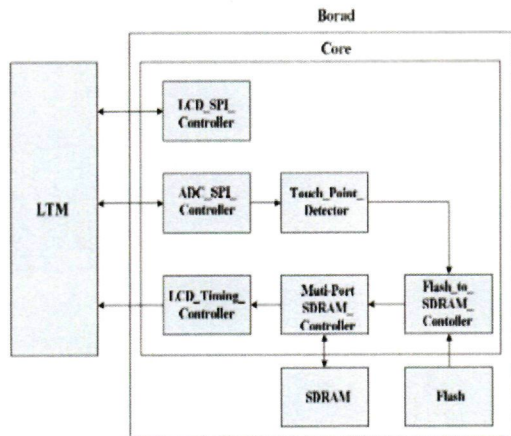 Borad
Core
LTM
LCD_SPI_
Controller
ADC_SPI_
Controller
Touch_Point_
Detector
LCD_Timing_
Controller
Muti-Port
SDRAM_
Controller
Flash_to_
SDRAM_
Contoller
SDRAM
Flash